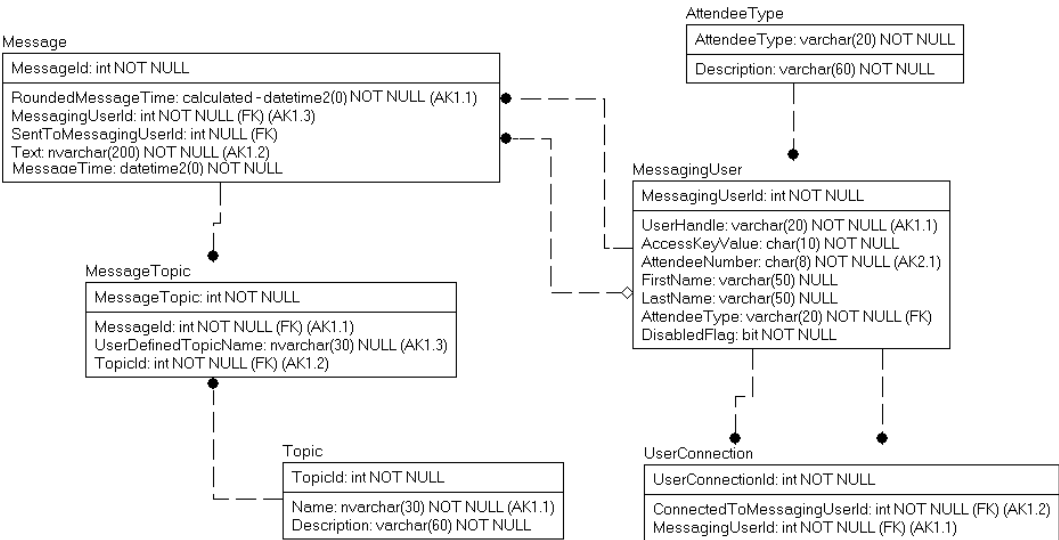 AttendeeType
AttendeeType: varchar(20) NOT NULL
Description: varchar(60) NOT NULL
Message
MessageId: int NOT NULL
RoundedMessageTime: calculated - datetime2(0) NOT NULL (AK1.1)
MessagingUserId: int NOT NULL (FK) (AK1.3)
SentToMessagingUserId: int NULL (FK)
Text: nvarchar(200) NOT NULL (AK1.2)
MessageTime: datetime2(0) NOT NULL
MessagingUser
MessagingUserId: int NOT NULL
UserHandle: varchar(20) NOT NULL (AK1.1)
AccessKeyValue: char(10) NOT NULL
AttendeeNumber: char(8) NOT NULL (AK2.1)
FirstName: varchar(50) NULL
LastName: varchar(50) NULL
AttendeeType: varchar(20) NOT NULL (FK)
DisabledFlag: bit NOT NULL
MessageTopic
MessageTopic: int NOT NULL
MessageId: int NOT NULL (FK) (AK1.1)
UserDefinedTopicName: nvarchar(30) NULL (AK1.3)
TopicId: int NOT NULL (FK) (AK1.2)
Topic
TopicId: int NOT NULL
Name: nvarchar(30) NOT NULL (AK1.1)
Description: varchar(60) NOT NULL
UserConnection
UserConnectionId: int NOT NULL
ConnectedToMessagingUserId: int NOT NULL (FK) (AK1.2)
MessagingUserId: int NOT NULL (FK) (AK1.1)